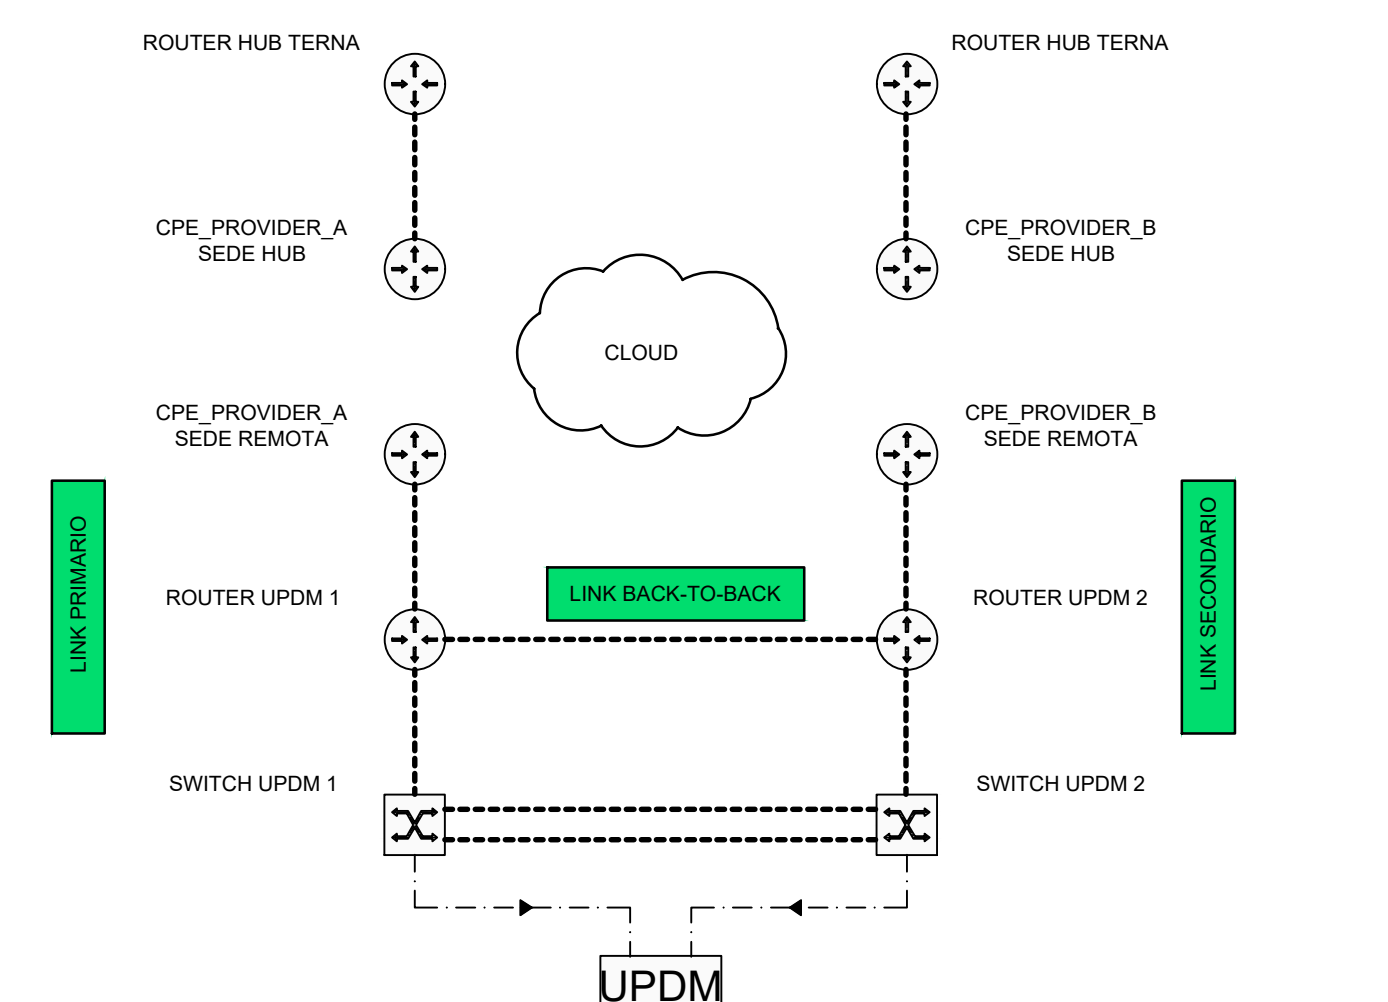 ROUTER HUB TERNA
ROUTER HUB TERNA
CPE_PROVIDER_A
SEDE HUB
CPE_PROVIDER_B
SEDE HUB
CLOUD
CPE_PROVIDER_A
SEDE REMOTA
CPE_PROVIDER_B
SEDE REMOTA
LINK PRIMARIO
LINK SECONDARIO
LINK BACK-TO-BACK
ROUTER UPDM 1
ROUTER UPDM 2
SWITCH UPDM 1
SWITCH UPDM 2
UPDM